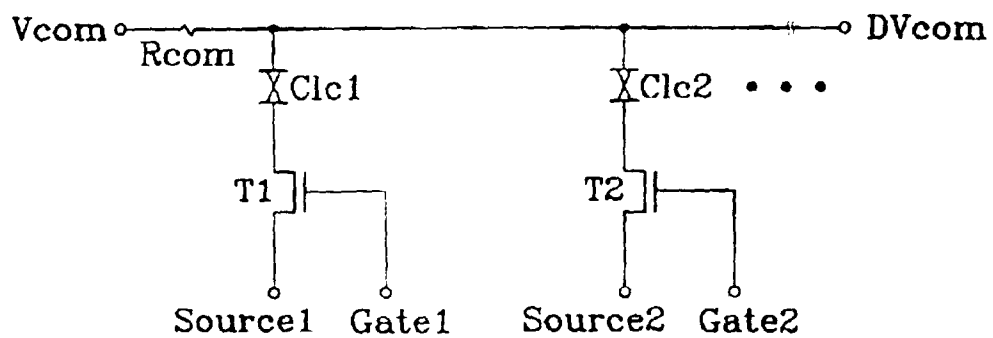 Vcom
DVcom
Rcom
Clc1
Clc2
T1
T2
Source1
Gate1
Source2
Gate2